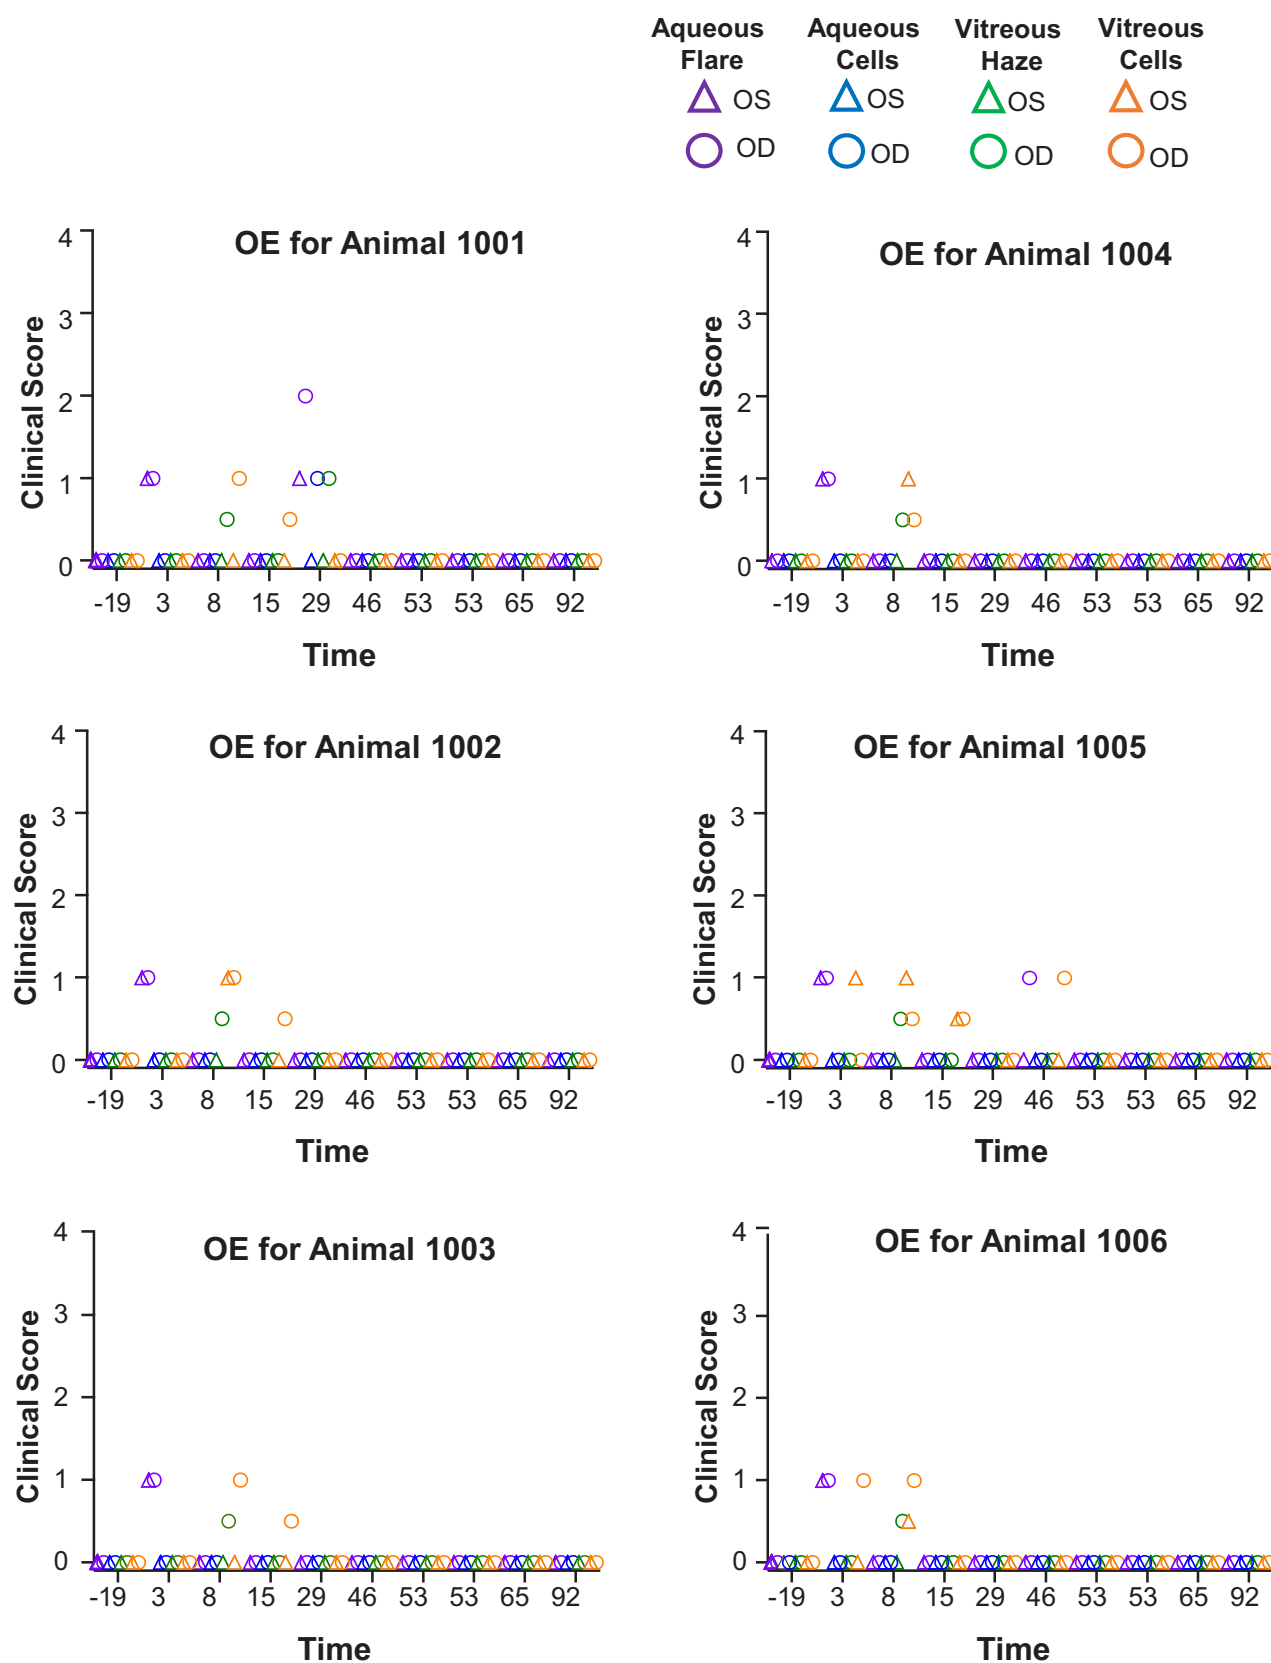 Aqueous Flare
Aqueous Cells
Vitreous Haze
Vitreous Cells
OS OS OS OS
OD OD OD OD
OE for Animal 1001
Clinical Score
4
3
2
1
0
-19 3 8 15 29 46 53 53 65 92
Time
OE for Animal 1004
Clinical Score
4
3
2
1
0
-19 3 8 15 29 46 53 53 65 92
Time
OE for Animal 1002
Clinical Score
4
3
2
1
0
-19 3 8 15 29 46 53 53 65 92
Time
OE for Animal 1005
Clinical Score
4
3
2
1
0
-19 3 8 15 29 46 53 53 65 92
Time
OE for Animal 1003
Clinical Score
4
3
2
1
0
-19 3 8 15 29 46 53 53 65 92
Time
OE for Animal 1006
Clinical Score
4
3
2
1
0
-19 3 8 15 29 46 53 53 65 92
Time